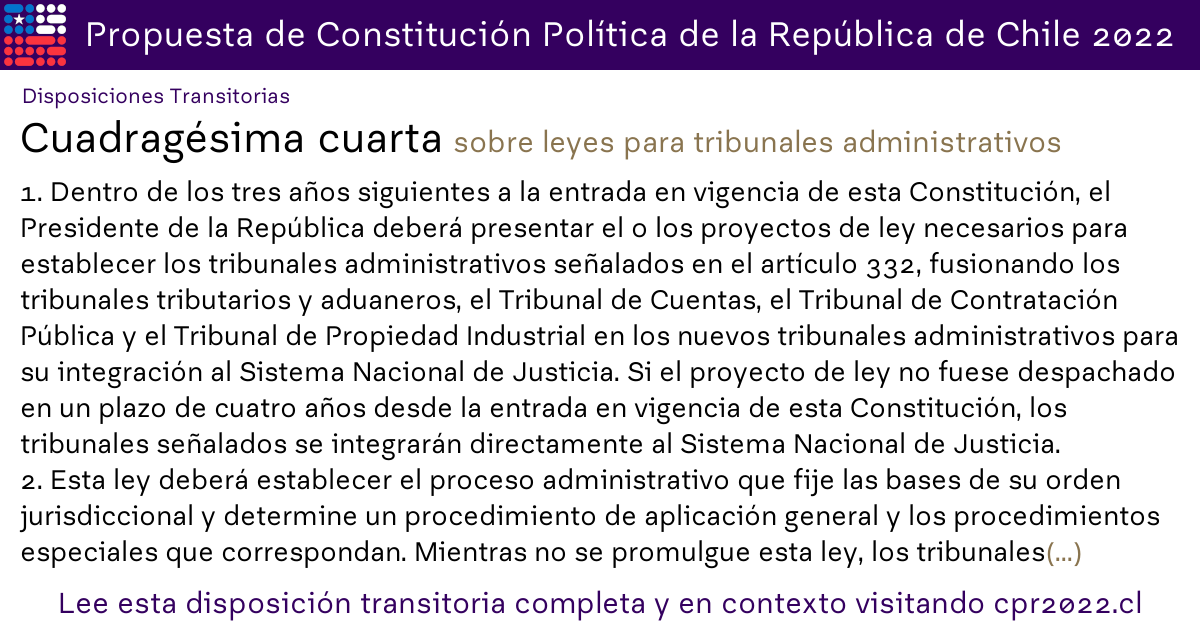 Propuesta de Constitución Política de la República de Chile 2022
Disposiciones Transitorias
Cuadragésima cuarta sobre leyes para tribunales administrativos
1. Dentro de los tres años siguientes a la entrada en vigencia de esta Constitución, el
Presidente de la República deberá presentar el o los proyectos de ley necesarios para
establecer los tribunales administrativos señalados en el artículo 332, fusionando los
tribunales tributarios y aduaneros, el Tribunal de Cuentas, el Tribunal de Contratación
Pública y el Tribunal de Propiedad Industrial en los nuevos tribunales administrativos para
su integración al Sistema Nacional de Justicia. Si el proyecto de ley no fuese despachado
en un plazo de cuatro años desde la entrada en vigencia de esta Constitución, los
tribunales señalados se integrarán directamente al Sistema Nacional de Justicia.
2. Esta ley deberá establecer el proceso administrativo que fije las bases de su orden
jurisdiccional y determine un procedimiento de aplicación general y los procedimientos
especiales que correspondan. Mientras no se promulgue esta ley, los tribunales(...)
Lee esta disposición transitoria completa y en contexto visitando cpr2022.cl